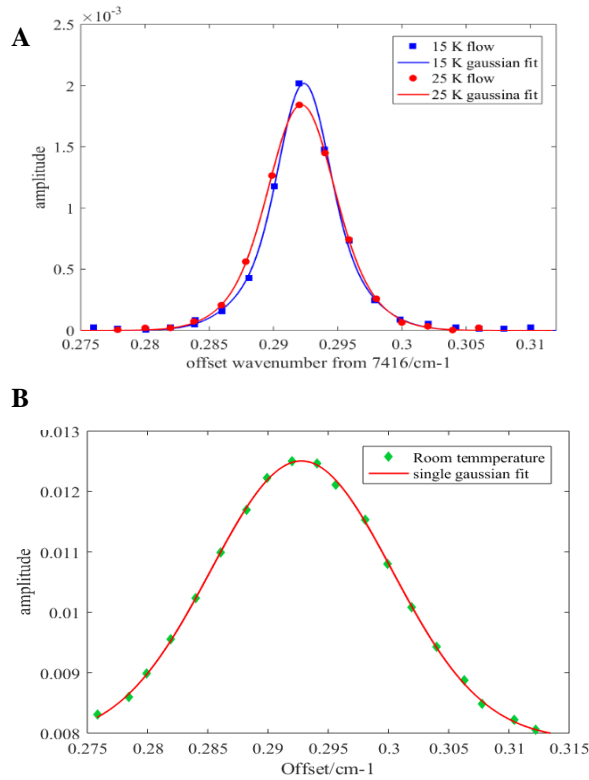 A
×10-3
2.5
2
1.5
1
0.5
0
amplitude
15 K flow
15 K gaussian fit
25 K flow
25 K gaussina fit
0.275 0.28 0.285 0.29 0.295 0.3 0.305 0.31
offset wavenumber from 7416/cm-1
B
0.013
0.012
0.011
0.01
0.009
0.008
amplitude
Room temmperature
single gaussian fit
0.275 0.28 0.285 0.29 0.295 0.3 0.305 0.31 0.315
Offset/cm-1